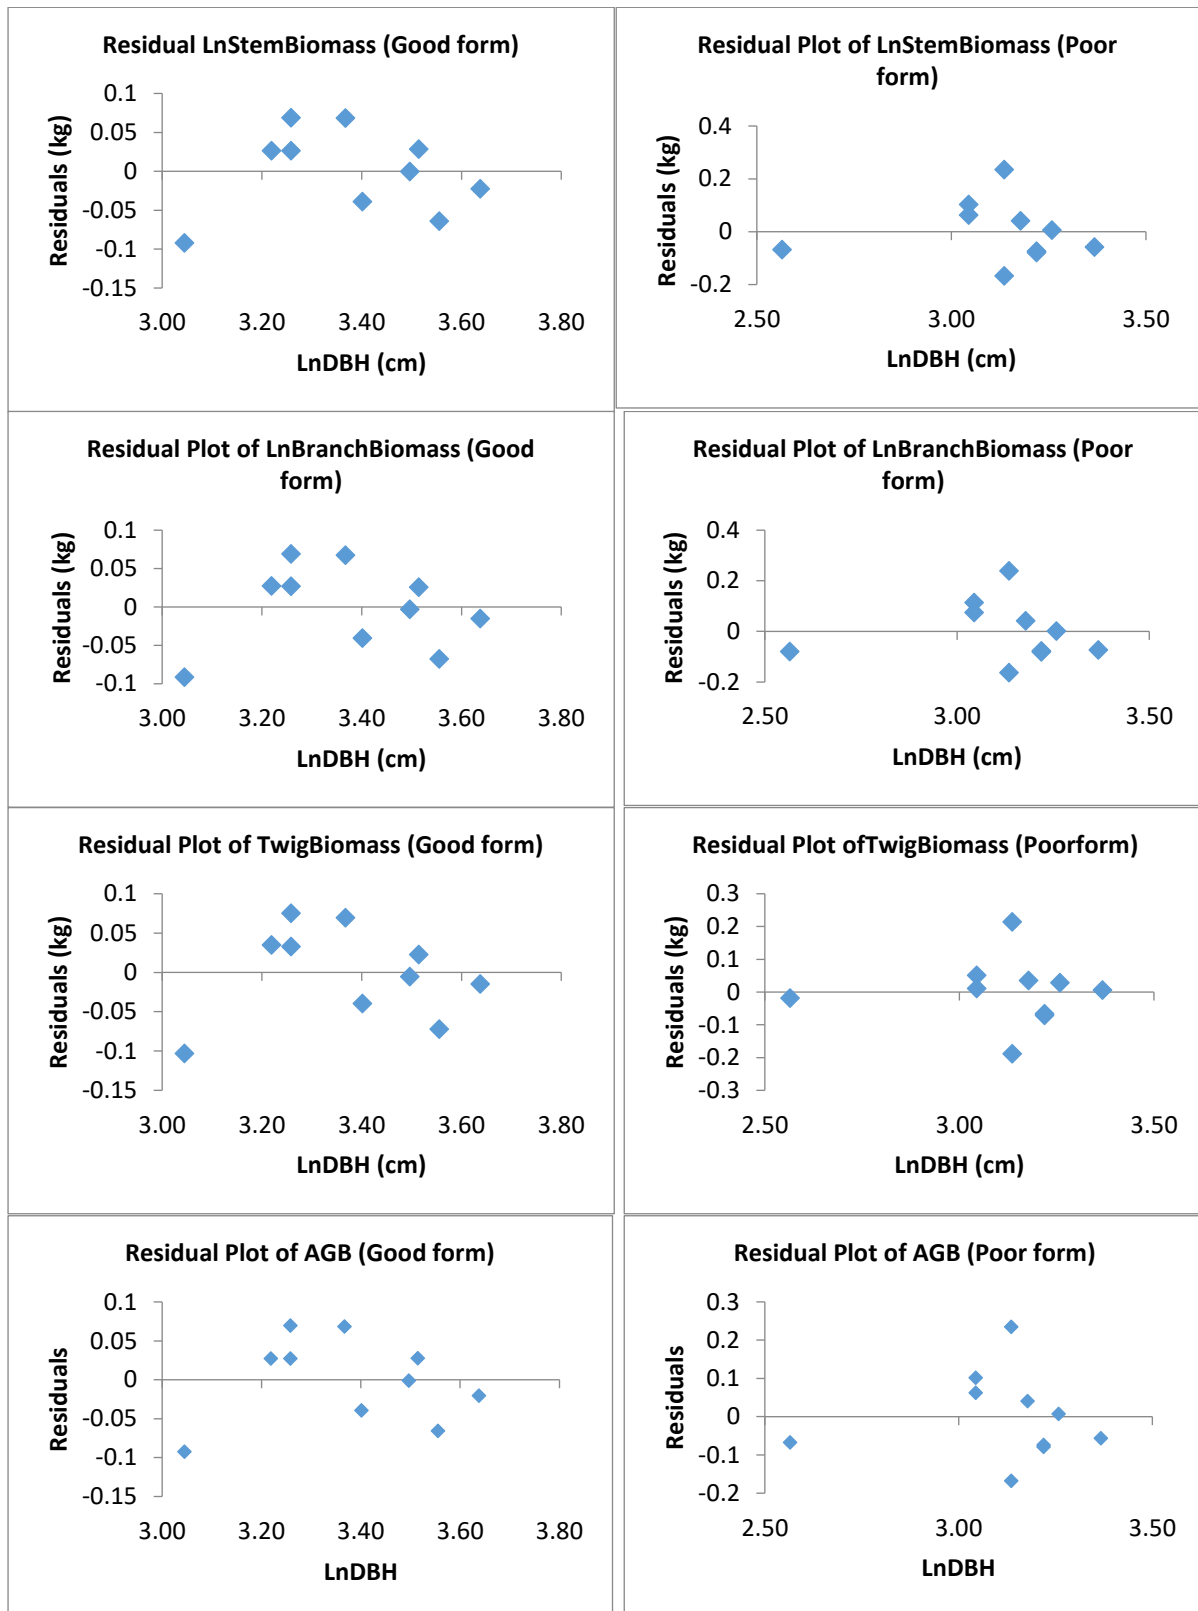 Residual LnStemBiomass (Good form)
0.1
0.05
0
-0.05
-0.1
-0.15
Residuals (kg)
3.00 3.20 3.40 3.60 3.80
LnDBH (cm)
Residual Plot of LnStemBiomass (Poor
form)
0.4
0.2
0
-0.2
Residuals (kg)
2.50 3.00 3.50
LnDBH (cm)
Residual Plot of LnBranchBiomass (Good
form)
0.1
0.05
0
-0.05
-0.1
Residuals (kg)
3.00 3.20 3.40 3.60 3.80
LnDBH (cm)
Residual Plot of LnBranchBiomass (Poor
form)
0.4
0.2
0
-0.2
Residuals (kg)
2.50 3.00 3.50
LnDBH (cm)
Residual Plot of TwigBiomass (Good form)
0.1
0.05
0
-0.05
-0.1
-0.15
Residuals (kg)
3.00 3.20 3.40 3.60 3.80
LnDBH (cm)
Residual Plot ofTwigBiomass (Poorform)
0.3
0.2
0.1
0
-0.1
-0.2
-0.3
Residuals (kg)
2.50 3.00 3.50
LnDBH (cm)
Residual Plot of AGB (Good form)
0.1
0.05
0
-0.05
-0.1
-0.15
Residuals
3.00 3.20 3.40 3.60 3.80
LnDBH
Residual Plot of AGB (Poor form)
0.3
0.2
0.1
0
-0.1
-0.2
Residuals
2.50 3.00 3.50
LnDBH